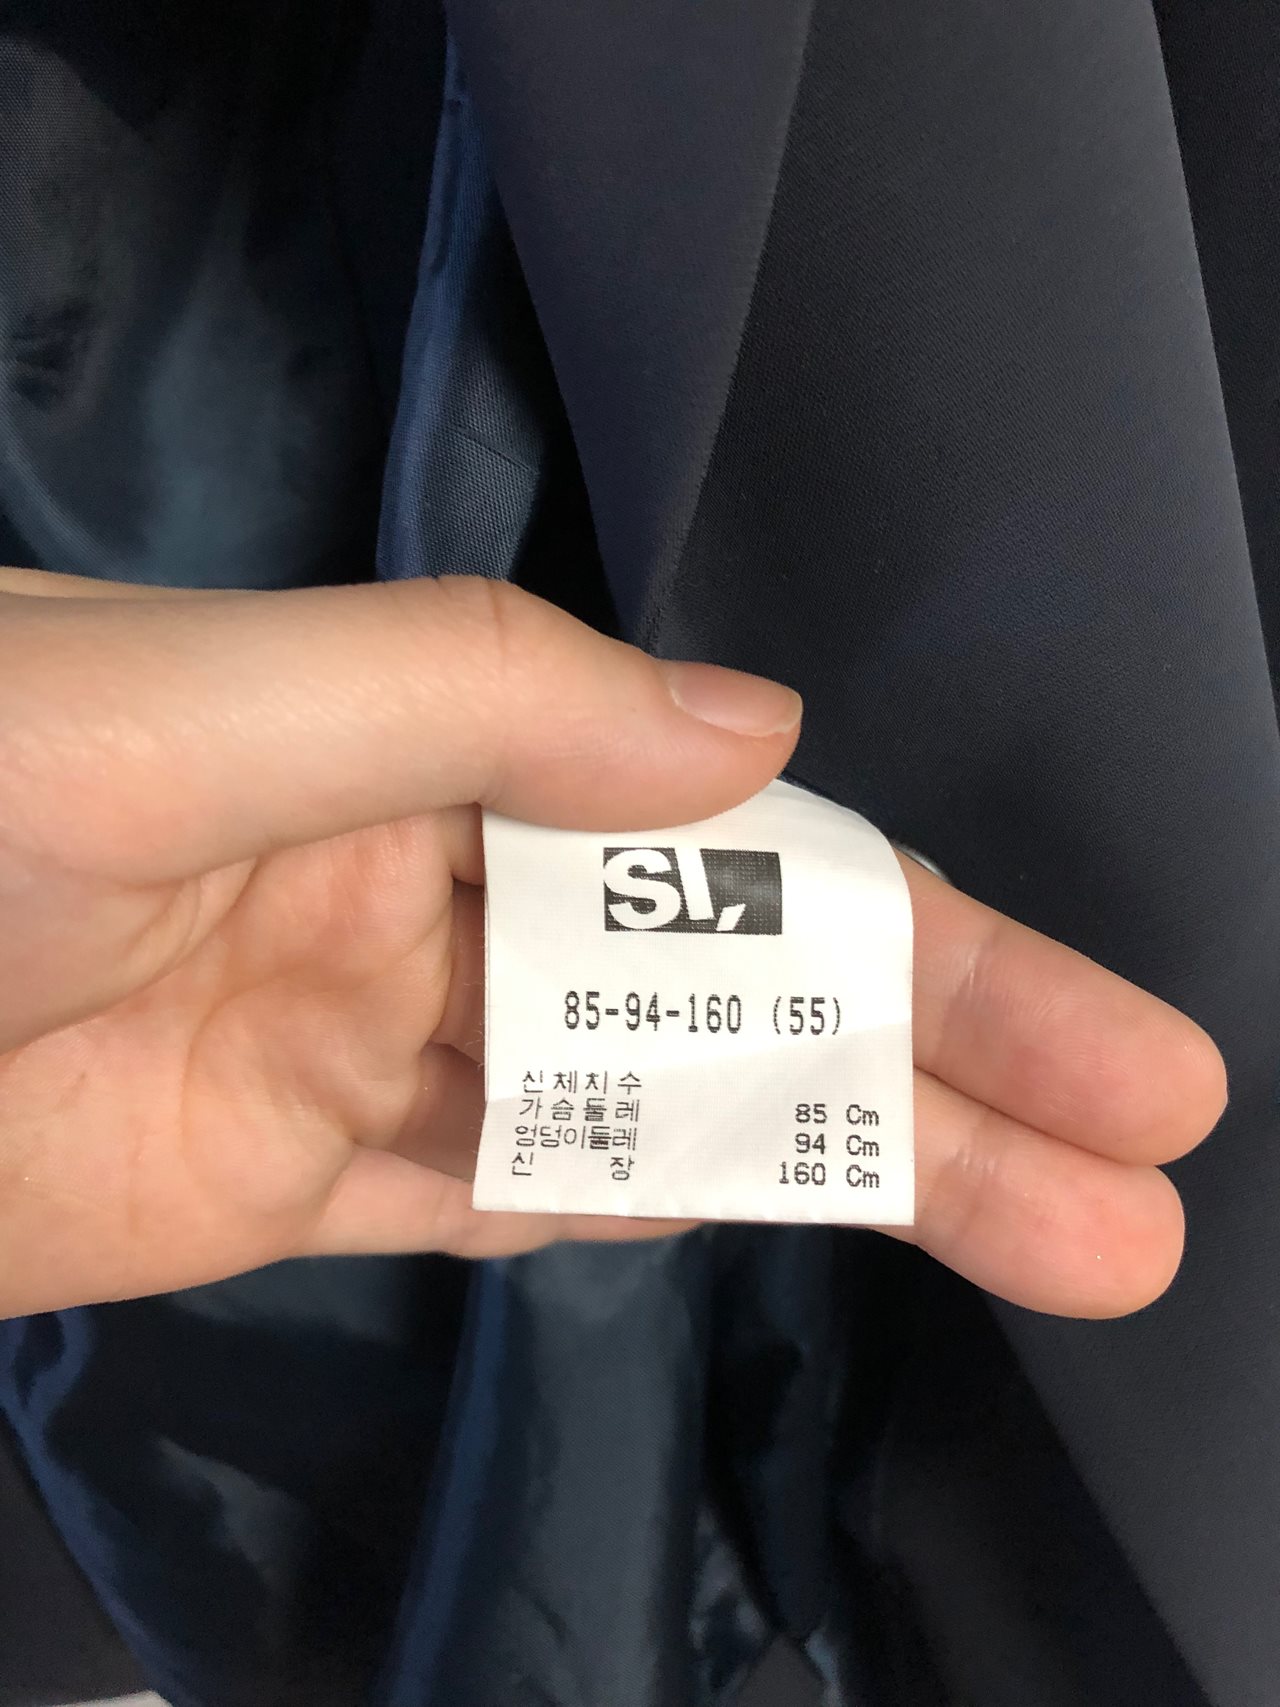 SI,
85-94-160 (55)
신체치수
가슴둘레 85 Cm
엉덩이둘레 94 Cm
신 장 160 Cm